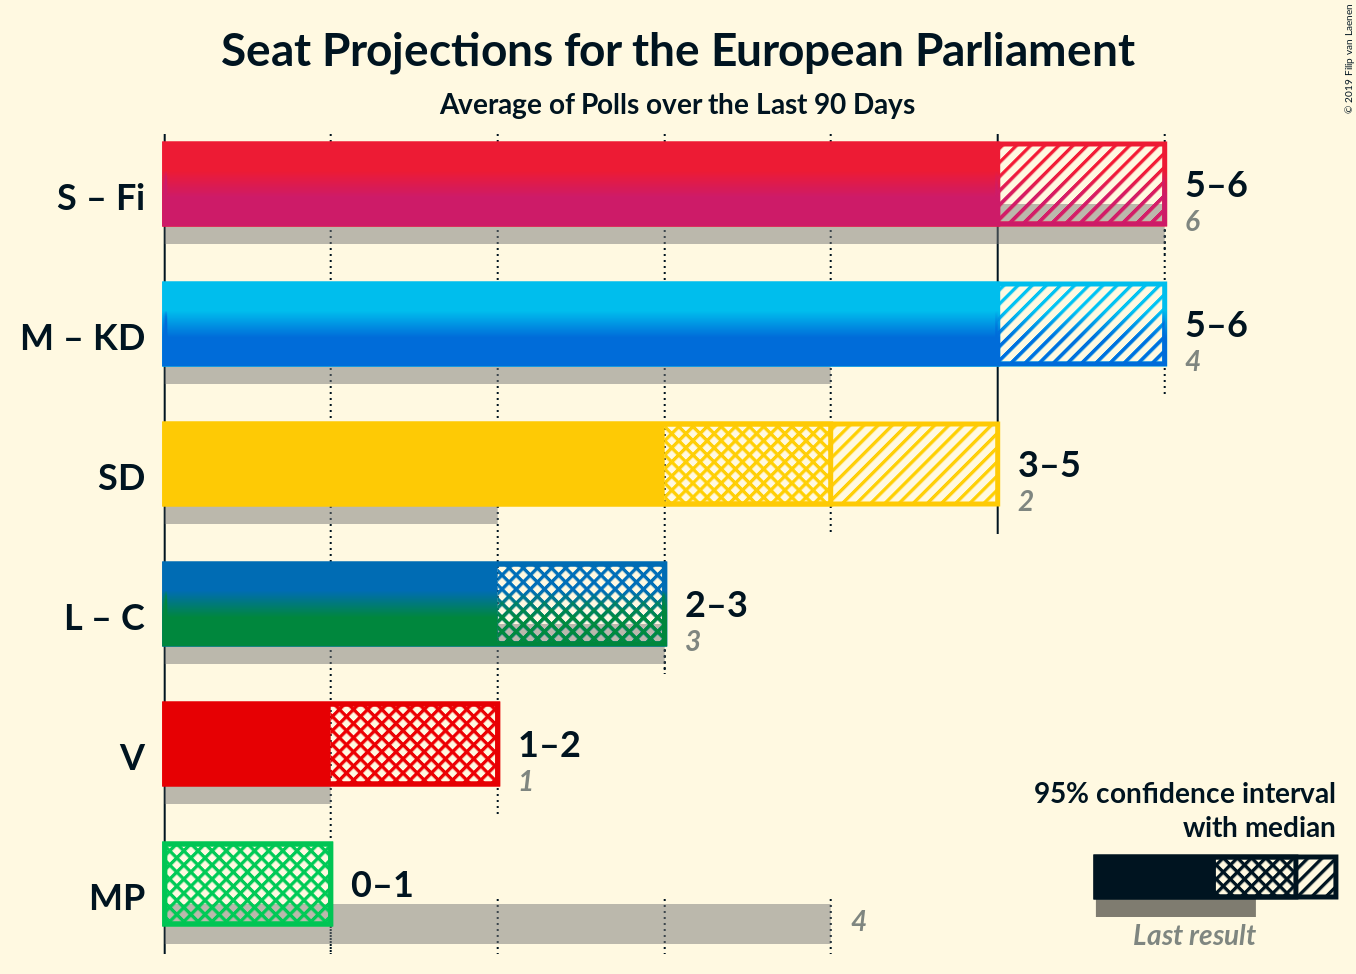 Seat Projections for the European Parliament
Average of Polls over the Last 90 Days
© 2019 Filip van Laenen
S – Fi
5–6
6
M – KD
5–6
4
SD
3–5
2
L – C
2–3
3
V
1–2
1
MP
0–1
4
95% confidence interval
with median
Last result